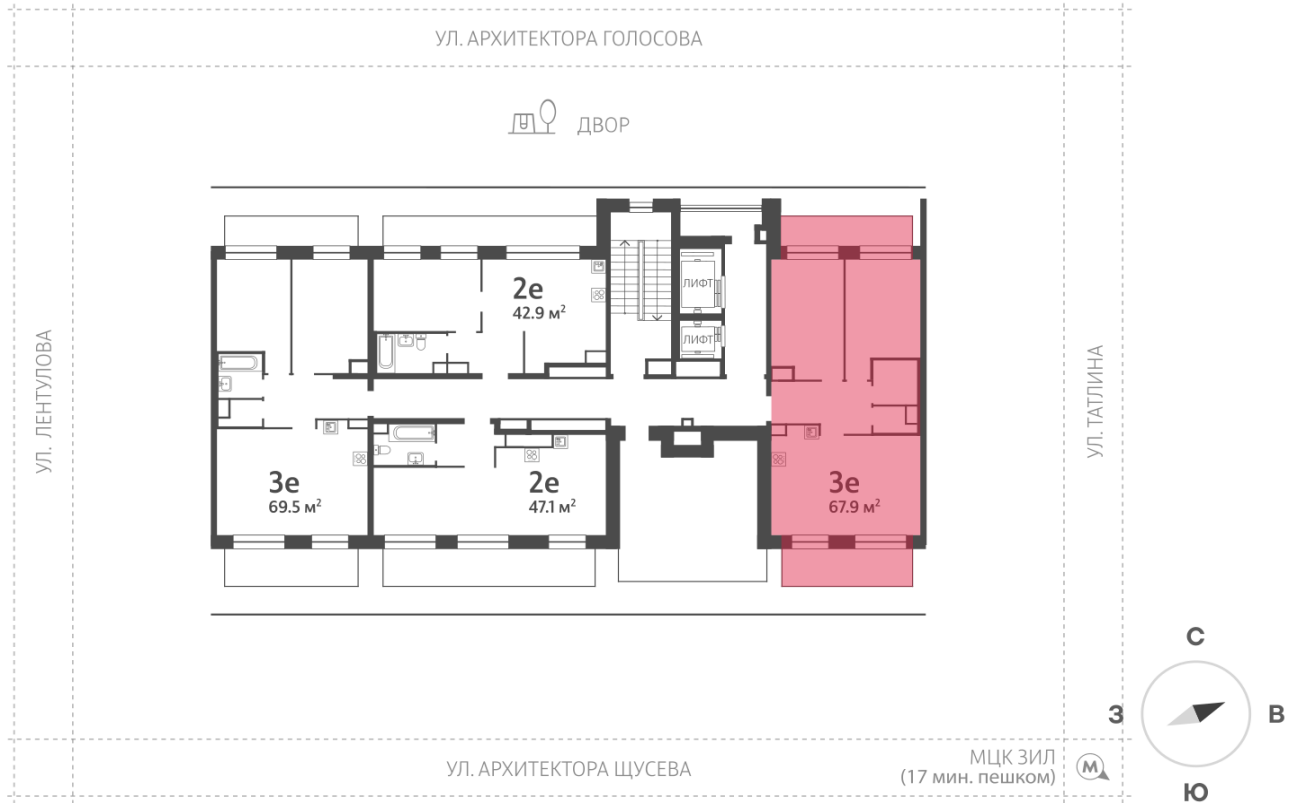 УЛ. АРХИТЕКТОРА ГОЛОСОВА
ДВОР
УЛ. ЛЕНТУЛОВА
2е
42.9 м²
ЛИФТ
ЛИФТ
УЛ. ТАТЛИНА
3е
69.5 м²
2е
47.1 м²
3е
67.9 м²
С
З
В
Ю
УЛ. АРХИТЕКТОРА ЩУСЕВА
МЦК ЗИЛ
(17 мин. пешком)
М